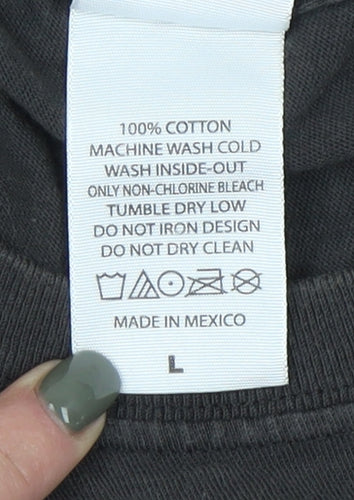 100% COTTON
MACHINE WASH COLD
WASH INSIDE-OUT
ONLY NON-CHLORINE BLEACH
TUMBLE DRY LOW
DO NOT IRON DESIGN
DO NOT DRY CLEAN
MADE IN MEXICO
L